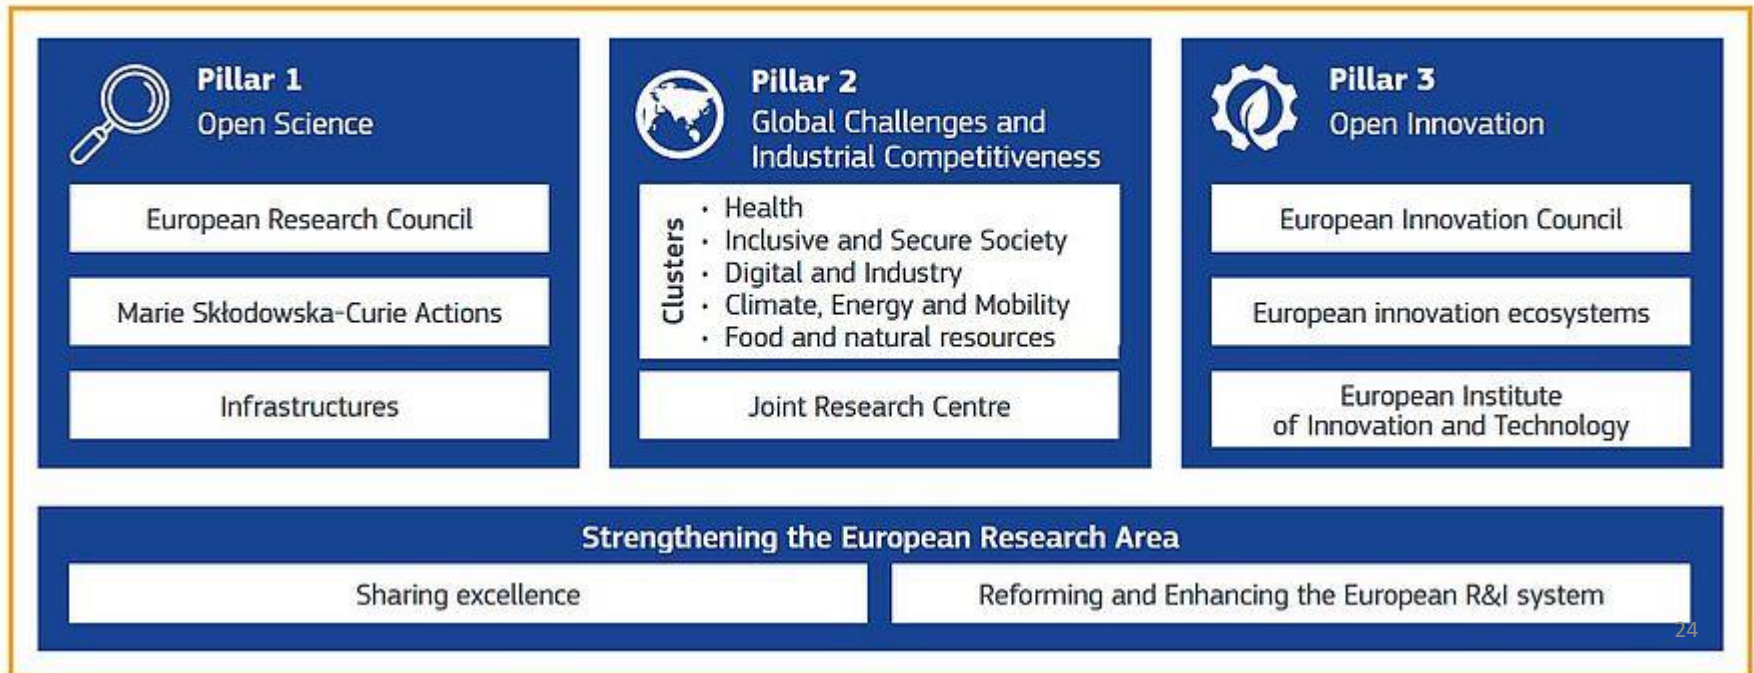 Pillar 1
Open Science
European Research Council
Marie Skłodowska-Curie Actions
Infrastructures
Pillar 2
Global Challenges and
Industrial Competitiveness
Clusters
· Health
· Inclusive and Secure Society
· Digital and Industry
· Climate, Energy and Mobility
· Food and natural resources
Joint Research Centre
Pillar 3
Open Innovation
European Innovation Council
European innovation ecosystems
European Institute
of Innovation and Technology
Strengthening the European Research Area
Sharing excellence
Reforming and Enhancing the European R&I system
24